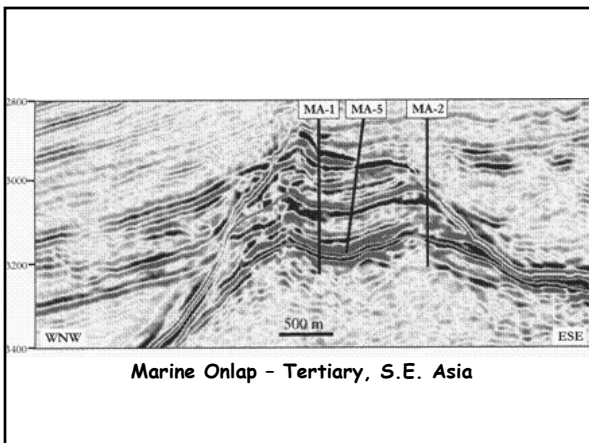 MA-1 MA-5 MA-2
2800
3000
3200
500 m
WNW ESE
3400
Marine Onlap – Tertiary, S.E. Asia